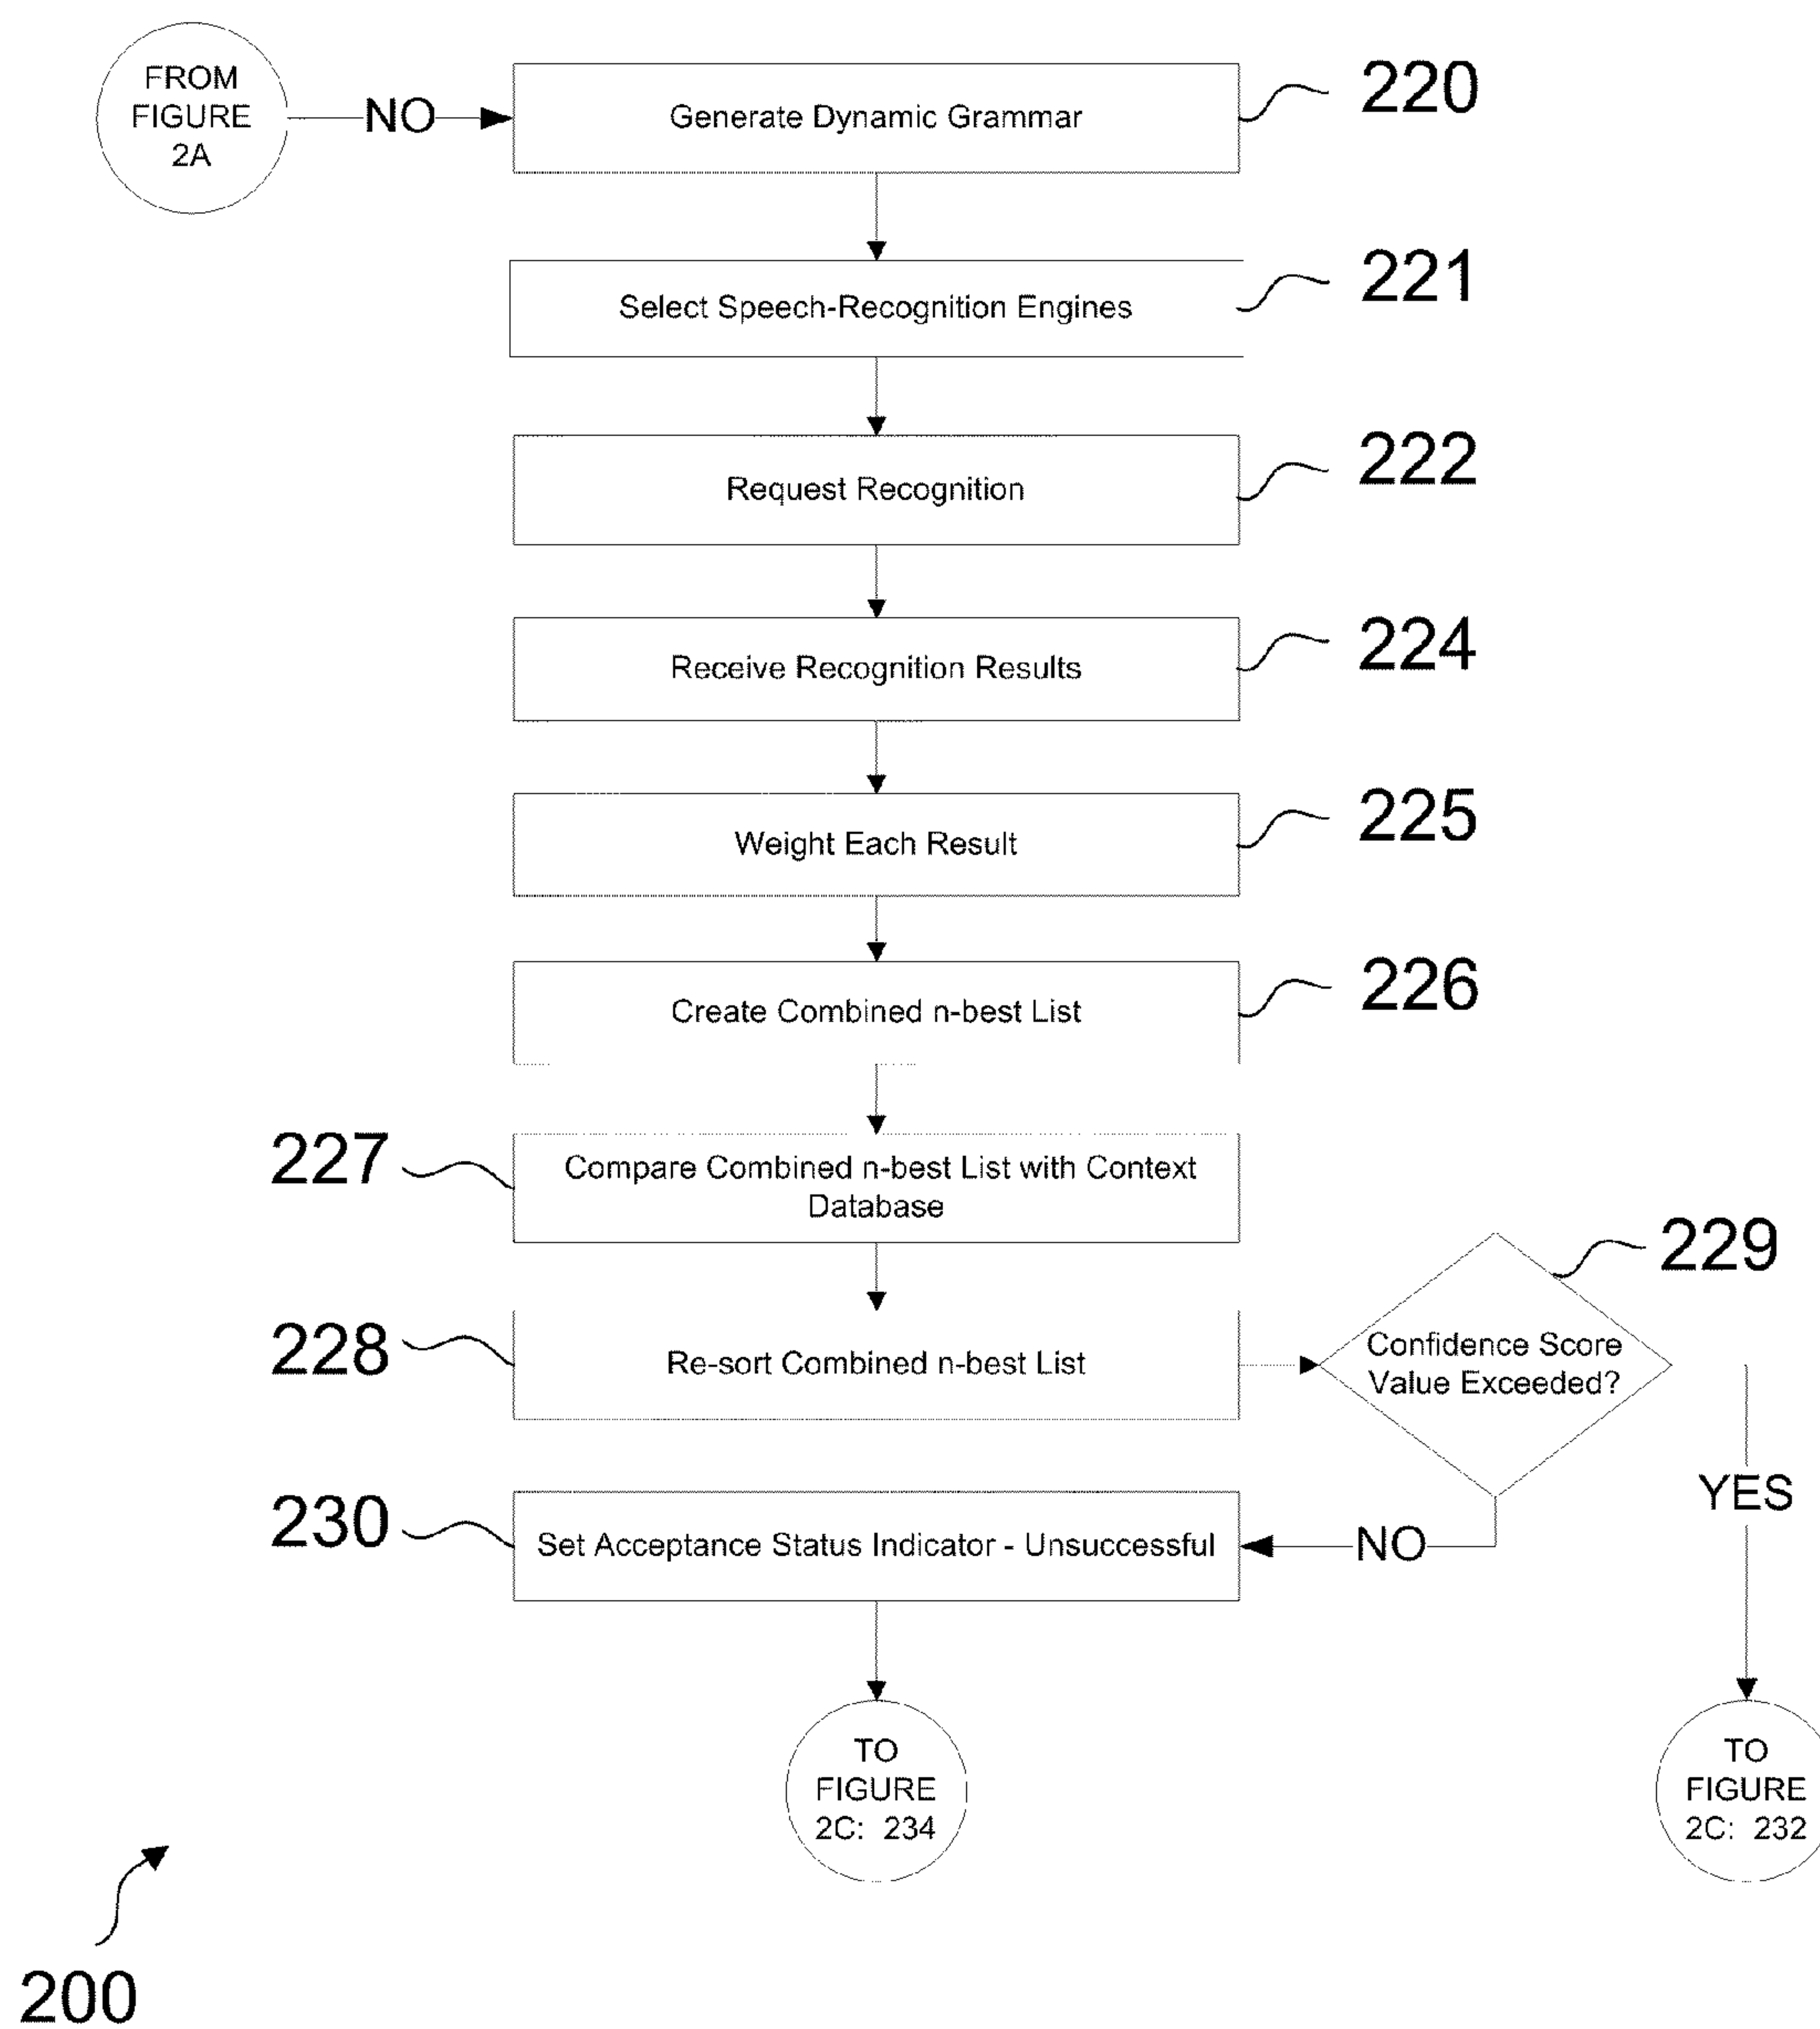 FROM
FIGURE
2A
NO
Generate Dynamic Grammar
220
Select Speech-Recognition Engines
221
Request Recognition
222
Receive Recognition Results
224
Weight Each Result
225
Create Combined n-best List
226
227
Compare Combined n-best List with Context
Database
228
Re-sort Combined n-best List
229
Confidence Score
Value Exceeded?
YES
230
Set Acceptance Status Indicator - Unsuccessful
NO
TO
FIGURE
2C: 234
TO
FIGURE
2C: 232
200